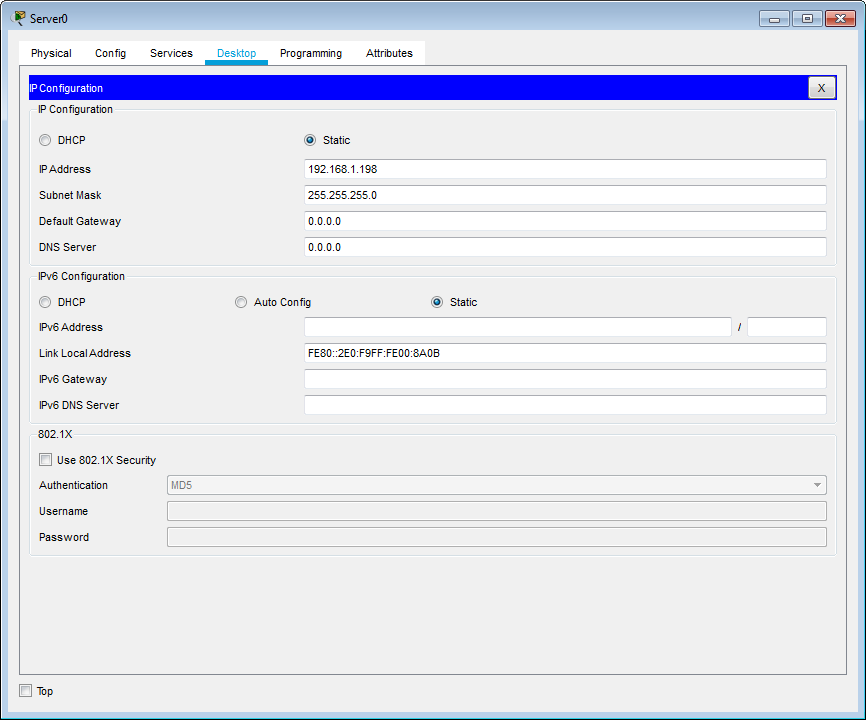 Server0
Physical Config Services Desktop Programming Attributes
IP Configuration X
IP Configuration
DHCP Static
IP Address 192.168.1.198
Subnet Mask 255.255.255.0
Default Gateway 0.0.0.0
DNS Server 0.0.0.0
IPv6 Configuration
DHCP Auto Config Static
IPv6 Address /
Link Local Address FE80::2E0:F9FF:FE00:8A0B
IPv6 Gateway
IPv6 DNS Server
802.1X
Use 802.1X Security
Authentication MD5
Username
Password
Top